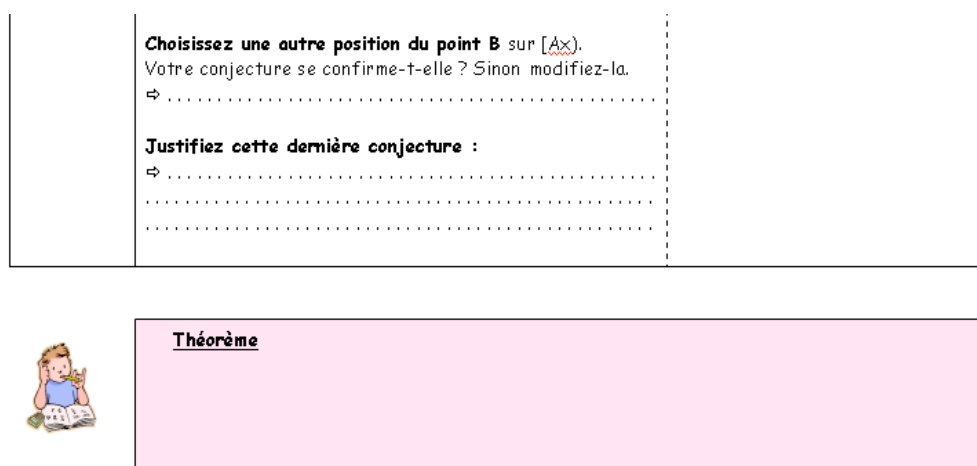 Choisissez une autre position du point B sur [Ax).
Votre conjecture se confirme-t-elle ? Sinon modifiez-la.
⇨ . . . . . . . . . . . . . . . . . . . . . . . . . . . . . . . . . . . . . . . . . . . . . . . . . .
Justifiez cette dernière conjecture :
⇨ . . . . . . . . . . . . . . . . . . . . . . . . . . . . . . . . . . . . . . . . . . . . . . . . . .
. . . . . . . . . . . . . . . . . . . . . . . . . . . . . . . . . . . . . . . . . . . . . . . . . . . .
. . . . . . . . . . . . . . . . . . . . . . . . . . . . . . . . . . . . . . . . . . . . . . . . . . . .
Théorème